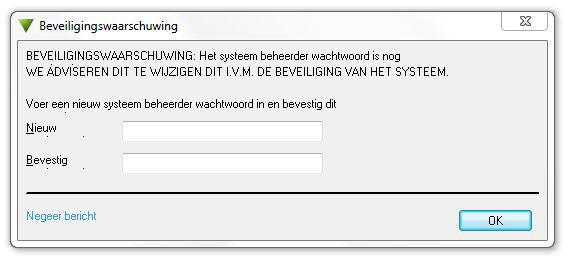 Beveiligingswaarschuwing
BEVEILIGINGSWAARSCHUWING: Het systeem beheerder wachtwoord is nog
WE ADVISEREN DIT TE WIJZIGEN DIT I.V.M. DE BEVEILIGING VAN HET SYSTEEM.
Voer een nieuw systeem beheerder wachtwoord in en bevestig dit
Nieuw
Bevestig
Negeer bericht
OK